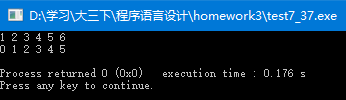 D:\学习\大三下\程序语言设计\homework3\test7_37.exe
1 2 3 4 5 6
0 1 2 3 4 5
Process returned 0 (0x0)   execution time : 0.176 s
Press any key to continue.